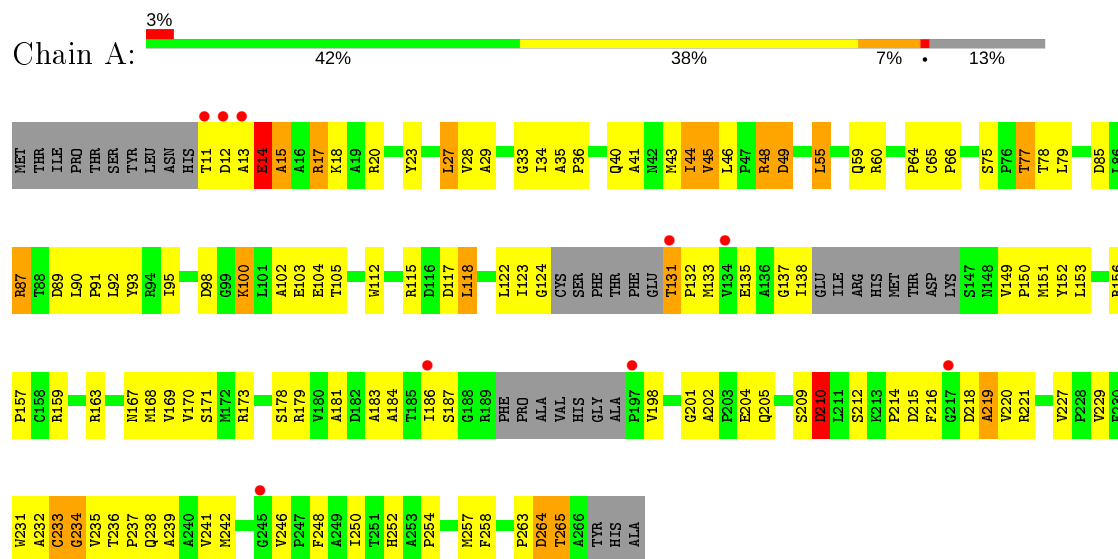 3%
Chain A:
42% 38% 7% • 13%
MET THR ILE PRO THR SER TYR LEU ASN HIS T11 D12 A13 E14 A15 A16 R17 K18 A19 R20 Y23 L27 V28 A29 G33 I34 A35 P36 Q40 A41 N42 M43 I44 V45 L46 P47 R48 D49 L55 Q59 R60 P64 C65 P66 S75 P76 T77 T78 L79 D85 L86
R87 T88 D89 L90 P91 L92 Y93 R94 I95 D98 G99 K100 L101 A102 E103 E104 T105 W112 R115 D116 D117 L118 L122 I123 G124 CYS SER PHE THR PHE GLU T131 P132 M133 V134 E135 A136 G137 I138 GLU ILE ARG HIS MET THR ASP LYS S147 N148 V149 P150 M151 Y152 L153 R156
P157 C158 R159 R163 N167 M168 V169 V170 S171 M172 R173 S178 R179 V180 A181 D182 A183 A184 T185 I186 S187 G188 R189 PHE PRO ALA VAL HIS GLY ALA P197 V198 G201 A202 P203 E204 Q205 S209 D210 L211 S212 K213 P214 D215 F216 G217 D218 A219 V220 R221 V227 P228 V229
W231 A232 C233 G234 V235 T236 P237 Q238 A239 A240 V241 M242 G245 V246 P247 F248 A249 I250 T251 H252 A253 P254 M257 F258 P263 D264 T265 A266 TYR HIS ALA